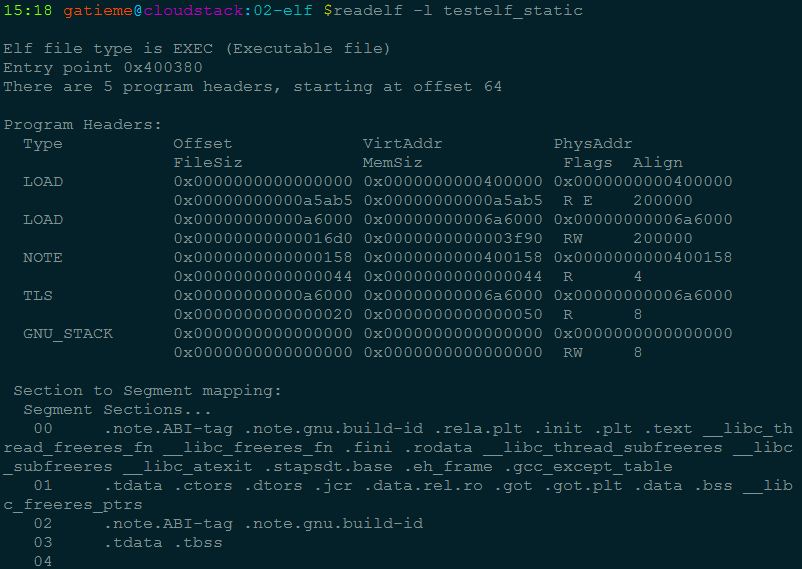 15:18 gatieme@cloudstack:02-elf $readelf -l testelf_static
Elf file type is EXEC (Executable file)
Entry point 0x400380
There are 5 program headers, starting at offset 64
Program Headers:
Type Offset VirtAddr PhysAddr
FileSiz MemSiz Flags Align
LOAD 0x0000000000000000 0x0000000000400000 0x0000000000400000
0x00000000000a5ab5 0x00000000000a5ab5 R E 200000
LOAD 0x00000000000a6000 0x00000000006a6000 0x00000000006a6000
0x00000000000016d0 0x0000000000003f90 RW 200000
NOTE 0x0000000000000158 0x0000000000400158 0x0000000000400158
0x0000000000000044 0x0000000000000044 R 4
TLS 0x00000000000a6000 0x00000000006a6000 0x00000000006a6000
0x0000000000000020 0x0000000000000050 R 8
GNU_STACK 0x0000000000000000 0x0000000000000000 0x0000000000000000
0x0000000000000000 0x0000000000000000 RW 8
Section to Segment mapping:
Segment Sections...
00 .note.ABI-tag .note.gnu.build-id .rela.plt .init .plt .text __libc_th
read_freeres_fn __libc_freeres_fn .fini .rodata __libc_thread_subfreeres __libc
_subfreeres __libc_atexit .stapsdt.base .eh_frame .gcc_except_table
01 .tdata .ctors .dtors .jcr .data.rel.ro .got .got.plt .data .bss __lib
c_freeres_ptrs
02 .note.ABI-tag .note.gnu.build-id
03 .tdata .tbss
04